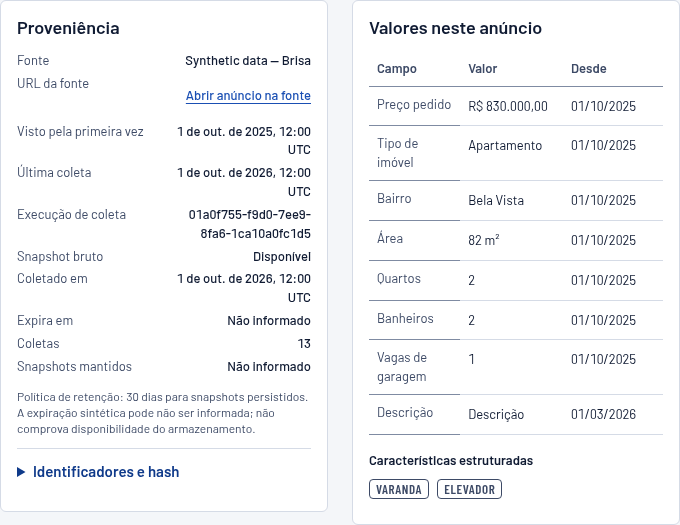 Proveniência
Fonte Synthetic data — Brisa
URL da fonte
Abrir anúncio na fonte
Visto pela primeira vez 1 de out. de 2025, 12:00
UTC
Última coleta 1 de out. de 2026, 12:00
UTC
Execução de coleta 01a0f755-f9d0-7ee9-
8fa6-1ca10a0fc1d5
Snapshot bruto Disponível
Coletado em 1 de out. de 2026, 12:00
UTC
Expira em Não informado
Coletas 13
Snapshots mantidos Não informado
Política de retenção: 30 dias para snapshots persistidos.
A expiração sintética pode não ser informada; não
comprova disponibilidade do armazenamento.
Identificadores e hash
Valores neste anúncio
Campo Valor Desde
Preço pedido R$ 830.000,00 01/10/2025
Tipo de
imóvel Apartamento 01/10/2025
Bairro Bela Vista 01/10/2025
Área 82 m² 01/10/2025
Quartos 2 01/10/2025
Banheiros 2 01/10/2025
Vagas de
garagem 1 01/10/2025
Descrição Descrição 01/03/2026
Características estruturadas
VARANDA ELEVADOR